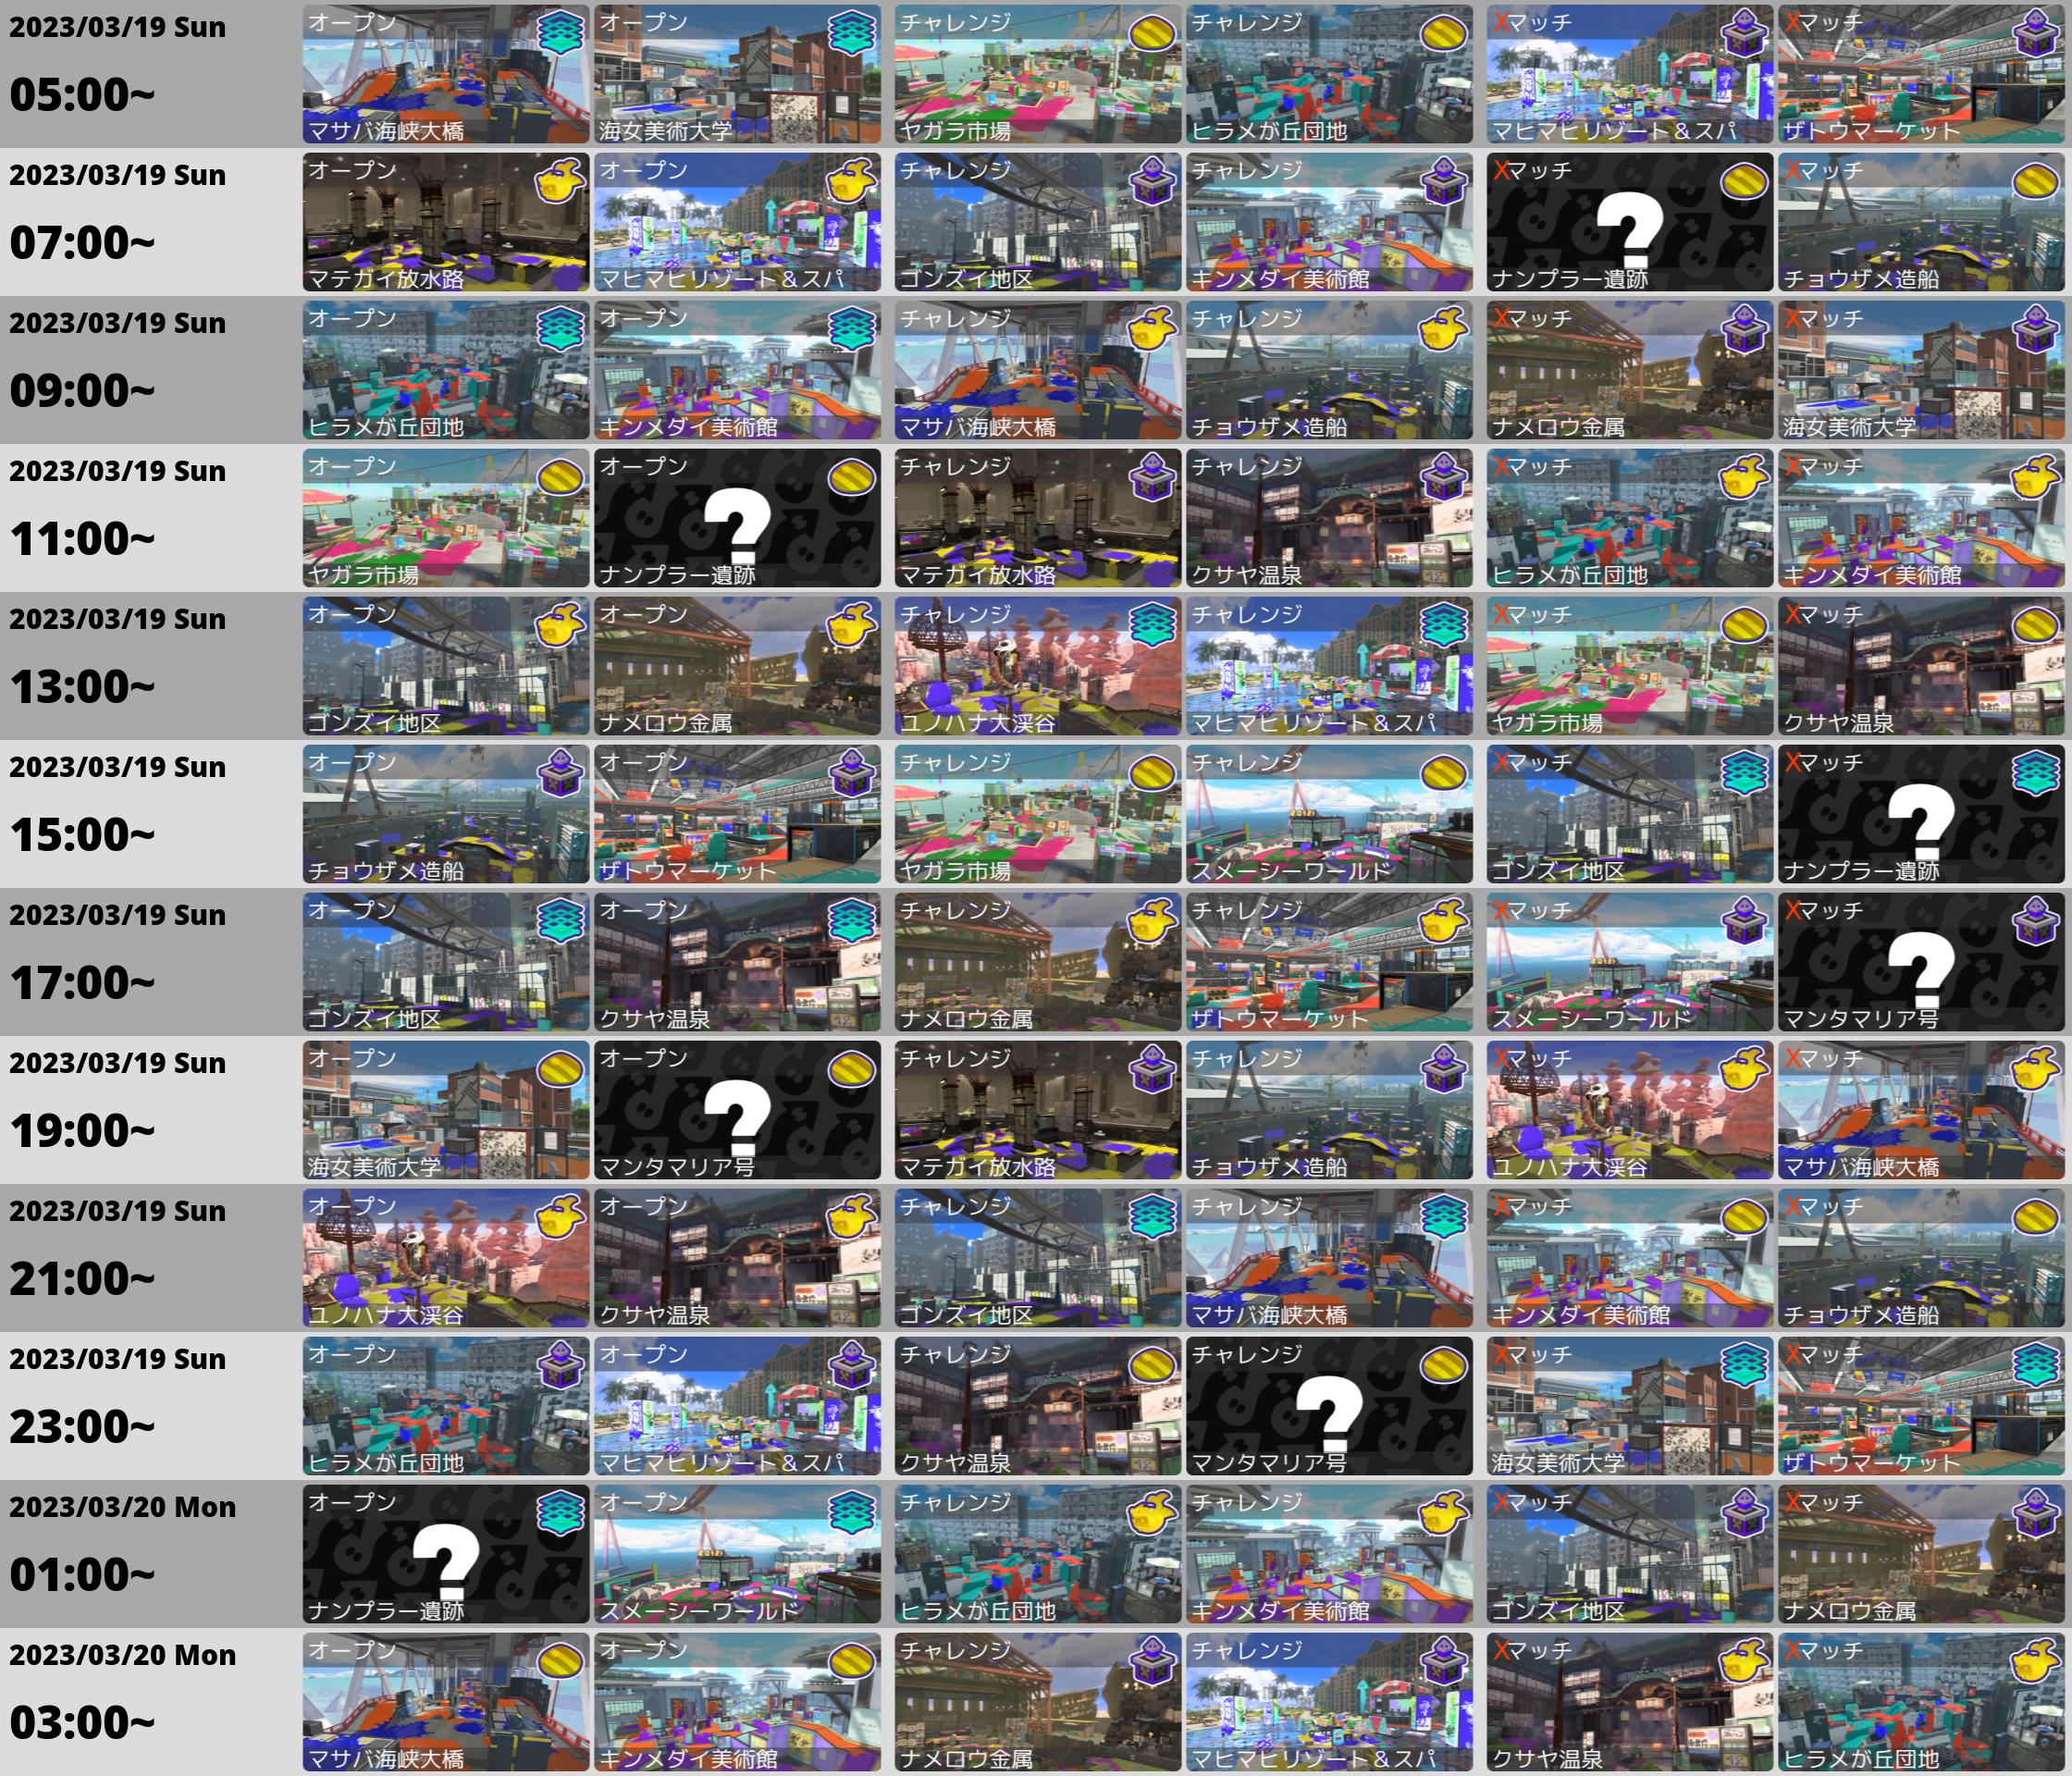 2023/03/19 Sun
05:00~
オープン オープン チャレンジ チャレンジ Xマッチ Xマッチ
マサバ海峡大橋 海女美術大学 ヤガラ市場 ヒラメが丘団地 マヒマヒリゾート&スパ ザトウマーケット
2023/03/19 Sun
07:00~
オープン オープン チャレンジ チャレンジ Xマッチ Xマッチ
マテガイ放水路 マヒマヒリゾート&スパ ゴンズイ地区 キンメダイ美術館 ナンプラー遺跡 チョウザメ造船
2023/03/19 Sun
09:00~
オープン オープン チャレンジ チャレンジ Xマッチ Xマッチ
ヒラメが丘団地 キンメダイ美術館 マサバ海峡大橋 チョウザメ造船 ナメロウ金属 海女美術大学
2023/03/19 Sun
11:00~
オープン オープン チャレンジ チャレンジ Xマッチ Xマッチ
ヤガラ市場 ナンプラー遺跡 マテガイ放水路 クサヤ温泉 ヒラメが丘団地 キンメダイ美術館
2023/03/19 Sun
13:00~
オープン オープン チャレンジ チャレンジ Xマッチ Xマッチ
ゴンズイ地区 ナメロウ金属 ユノハナ大渓谷 マヒマヒリゾート&スパ ヤガラ市場 クサヤ温泉
2023/03/19 Sun
15:00~
オープン オープン チャレンジ チャレンジ Xマッチ Xマッチ
チョウザメ造船 ザトウマーケット ヤガラ市場 スメーシーワールド ゴンズイ地区 ナンプラー遺跡
2023/03/19 Sun
17:00~
オープン オープン チャレンジ チャレンジ Xマッチ Xマッチ
ゴンズイ地区 クサヤ温泉 ナメロウ金属 ザトウマーケット スメーシーワールド マンタマリア号
2023/03/19 Sun
19:00~
オープン オープン チャレンジ チャレンジ Xマッチ Xマッチ
海女美術大学 マンタマリア号 マテガイ放水路 チョウザメ造船 ユノハナ大渓谷 マサバ海峡大橋
2023/03/19 Sun
21:00~
オープン オープン チャレンジ チャレンジ Xマッチ Xマッチ
ユノハナ大渓谷 クサヤ温泉 ゴンズイ地区 マサバ海峡大橋 キンメダイ美術館 チョウザメ造船
2023/03/19 Sun
23:00~
オープン オープン チャレンジ チャレンジ Xマッチ Xマッチ
ヒラメが丘団地 マヒマヒリゾート&スパ クサヤ温泉 マンタマリア号 海女美術大学 ザトウマーケット
2023/03/20 Mon
01:00~
オープン オープン チャレンジ チャレンジ Xマッチ Xマッチ
ナンプラー遺跡 スメーシーワールド ヒラメが丘団地 キンメダイ美術館 ゴンズイ地区 ナメロウ金属
2023/03/20 Mon
03:00~
オープン オープン チャレンジ チャレンジ Xマッチ Xマッチ
マサバ海峡大橋 キンメダイ美術館 ナメロウ金属 マヒマヒリゾート&スパ クサヤ温泉 ヒラメが丘団地